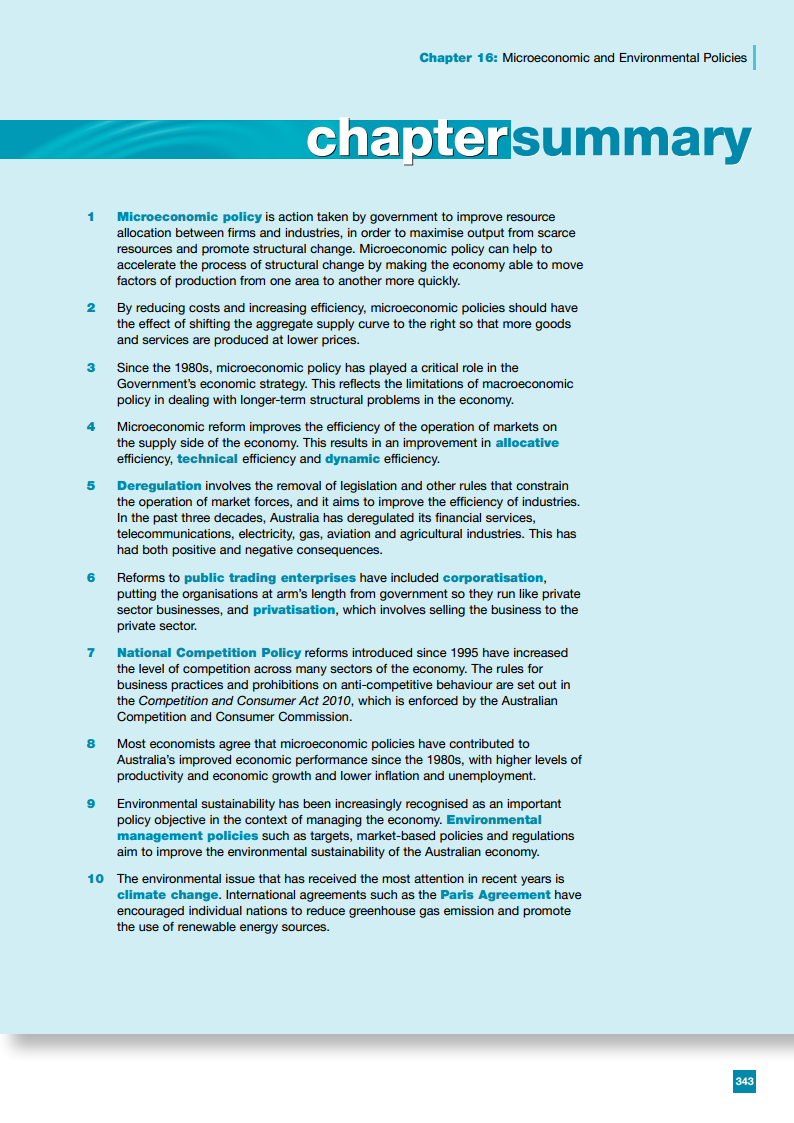 Chapter 16: Microeconomic and Environmental Policies
chaptersummary
1 Microeconomic policy is action taken by government to improve resource
allocation between firms and industries, in order to maximise output from scarce
resources and promote structural change. Microeconomic policy can help to
accelerate the process of structural change by making the economy able to move
factors of production from one area to another more quickly.
2 By reducing costs and increasing efficiency, microeconomic policies should have
the effect of shifting the aggregate supply curve to the right so that more goods
and services are produced at lower prices.
3 Since the 1980s, microeconomic policy has played a critical role in the
Government’s economic strategy. This reflects the limitations of macroeconomic
policy in dealing with longer-term structural problems in the economy.
4 Microeconomic reform improves the efficiency of the operation of markets on
the supply side of the economy. This results in an improvement in allocative
efficiency, technical efficiency and dynamic efficiency.
5 Deregulation involves the removal of legislation and other rules that constrain
the operation of market forces, and it aims to improve the efficiency of industries.
In the past three decades, Australia has deregulated its financial services,
telecommunications, electricity, gas, aviation and agricultural industries. This has
had both positive and negative consequences.
6 Reforms to public trading enterprises have included corporatisation,
putting the organisations at arm’s length from government so they run like private
sector businesses, and privatisation, which involves selling the business to the
private sector.
7 National Competition Policy reforms introduced since 1995 have increased
the level of competition across many sectors of the economy. The rules for
business practices and prohibitions on anti-competitive behaviour are set out in
the Competition and Consumer Act 2010, which is enforced by the Australian
Competition and Consumer Commission.
8 Most economists agree that microeconomic policies have contributed to
Australia’s improved economic performance since the 1980s, with higher levels of
productivity and economic growth and lower inflation and unemployment.
9 Environmental sustainability has been increasingly recognised as an important
policy objective in the context of managing the economy. Environmental
management policies such as targets, market-based policies and regulations
aim to improve the environmental sustainability of the Australian economy.
10 The environmental issue that has received the most attention in recent years is
climate change. International agreements such as the Paris Agreement have
encouraged individual nations to reduce greenhouse gas emission and promote
the use of renewable energy sources.
343